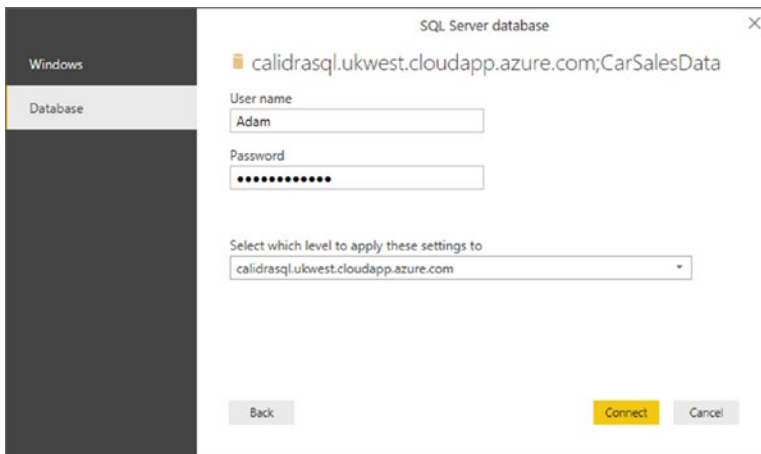 SQL Server database
Windows
Database
calidrasql.ukwest.cloudapp.azure.com;CarSalesData
User name
Adam
Password
••••••••••••
Select which level to apply these settings to
calidrasql.ukwest.cloudapp.azure.com
Back
Connect
Cancel